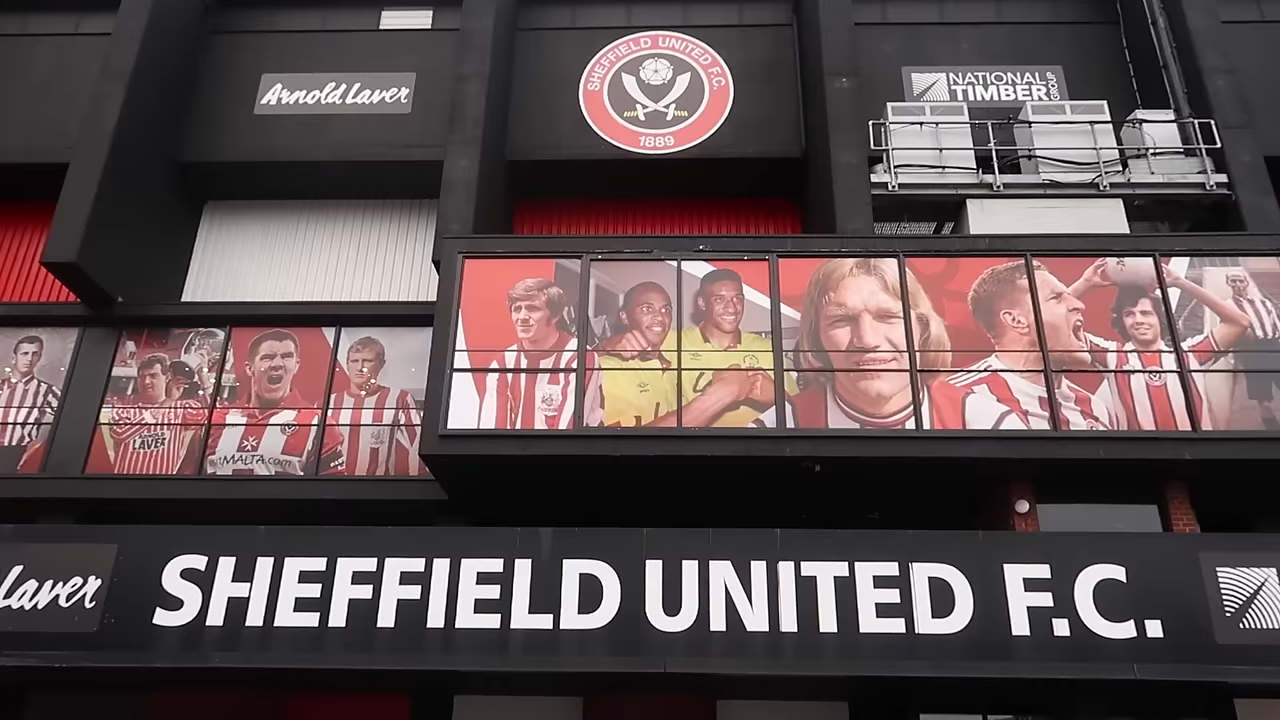 Arnold Laver
SHEFFIELD UNITED F.C.
1889
NATIONAL
TIMBER
GROUP
LAVER
MALTA.com
Laver
SHEFFIELD UNITED F.C.